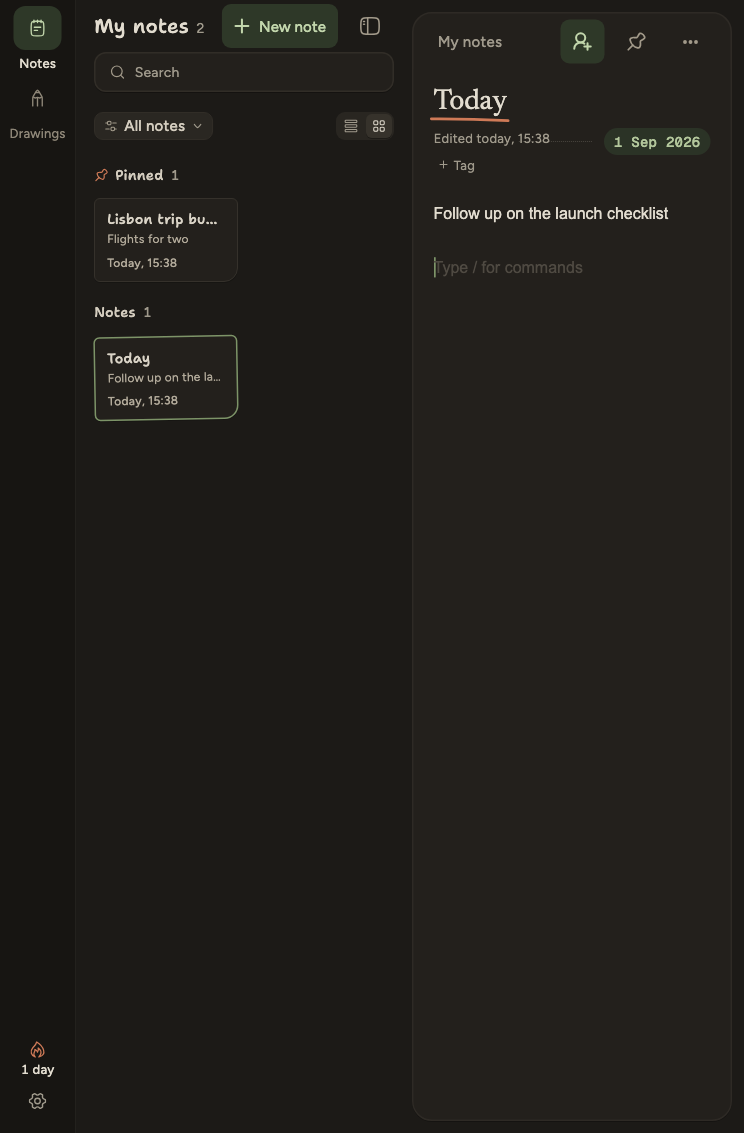 Notes
Drawings
1 day
My notes 2
New note
Search
All notes
Pinned 1
Lisbon trip bu...
Flights for two
Today, 15:38
Notes 1
Today
Follow up on the la...
Today, 15:38
My notes
Today
Edited today, 15:38
1 Sep 2026
+ Tag
Follow up on the launch checklist
Type / for commands